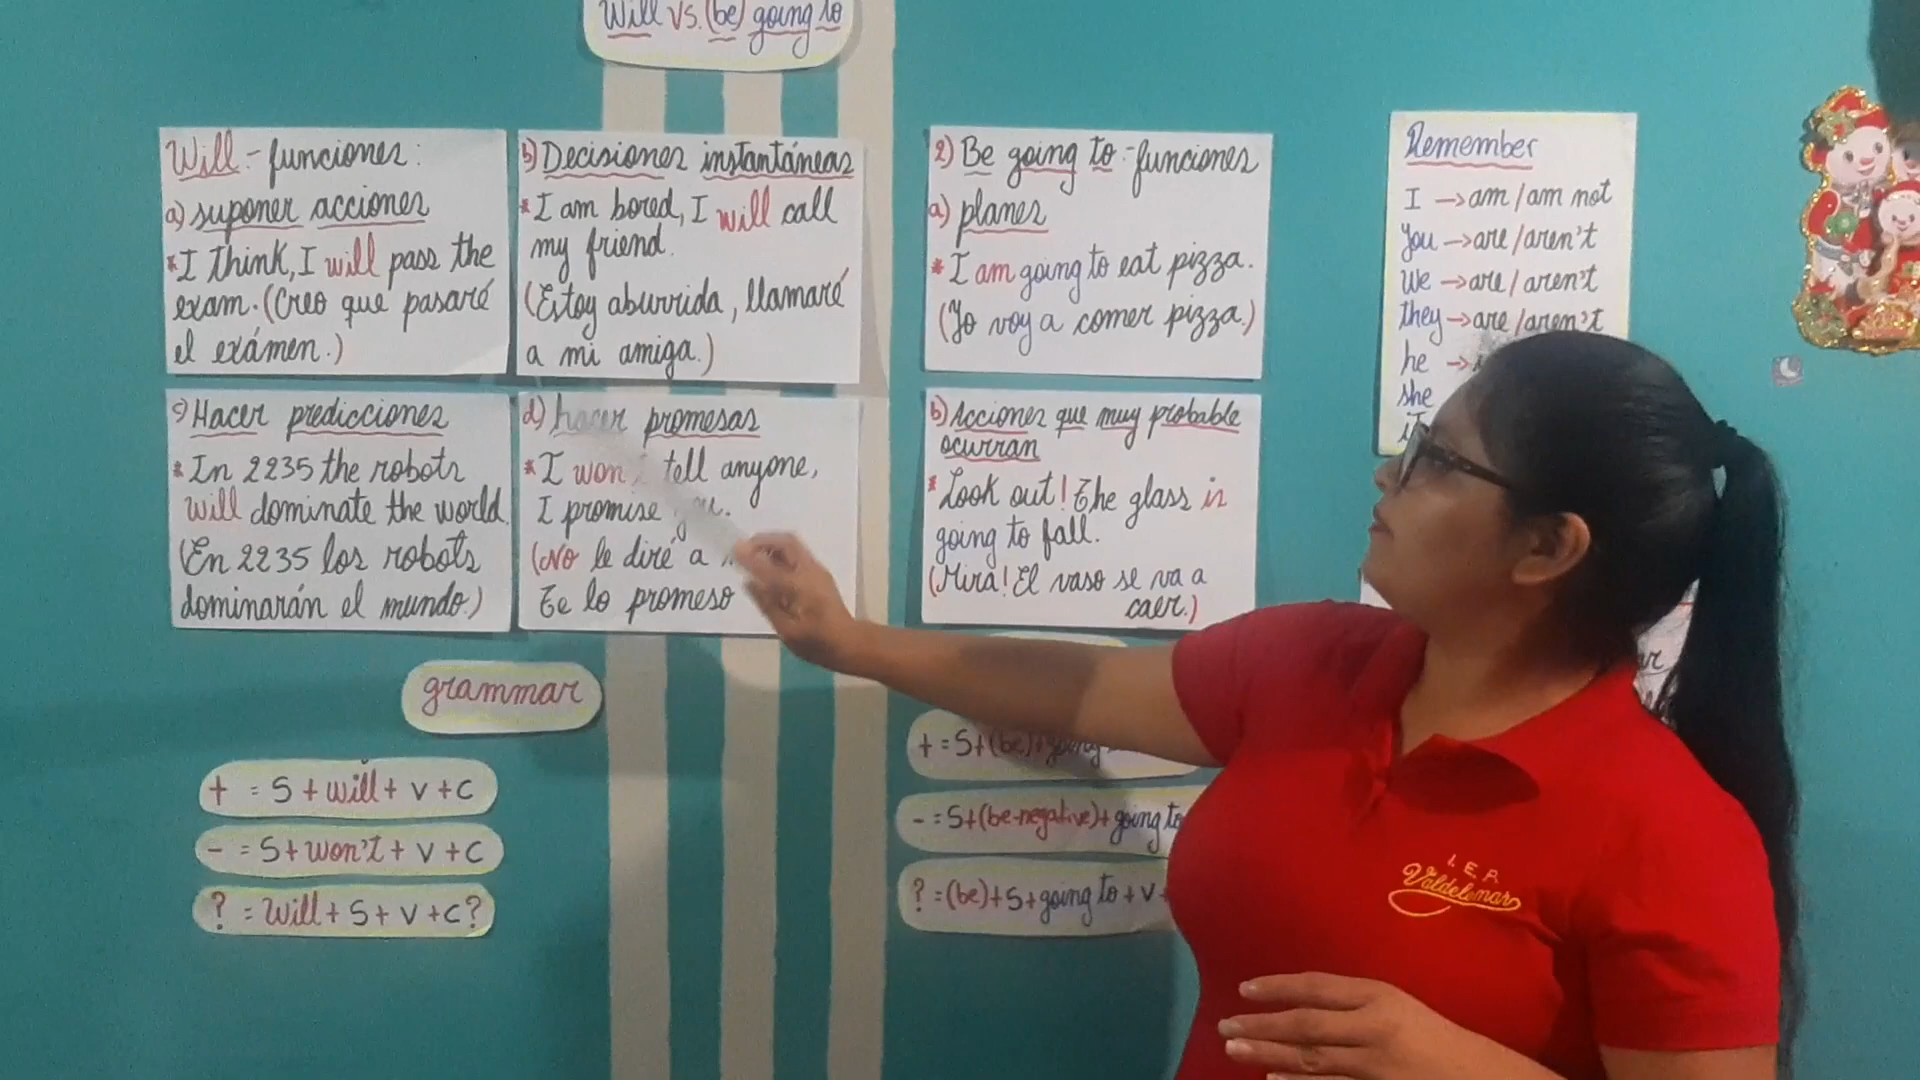 Will vs. (be) going to
Will - funciones:
a) suponer acciones
*I think, I will pass the
exam. (Creo que pasaré
el exámen.)
b) Decisiones instantáneas
*I am bored, I will call
my friend.
(Estoy aburrida, llamaré
a mi amiga.)
c) Hacer predicciones
*In 2235 the robots
will dominate the world.
(En 2235 los robots
dominarán el mundo.)
d) hacer promesas
*I won't tell anyone,
I promise
(No le diré a
Te lo promeso
grammar
+ = S + will + v + c
- = S + won't + v + c
? = Will + S + v + c?
2) Be going to - funciones
a) planes
*I am going to eat pizza.
(Yo voy a comer pizza.)
b) Acciones que muy probable
ocurran
*Look out! The glass is
going to fall.
(Mira! El vaso se va a
caer.)
+ = S + (be) + going
- = S + (be-negative) + going to
? = (be) + S + going to + v +
Remember
I → am / am not
You → are / aren't
We → are / aren't
they → are / aren't
he →
she
I.E.P.
Valdelomar